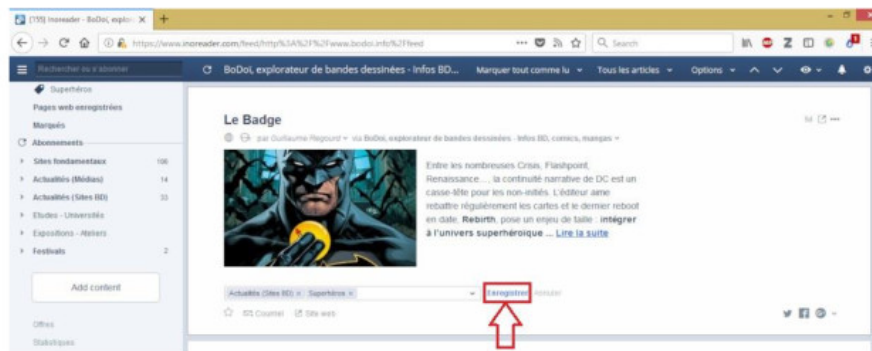 (155) Inoreader - BoDoï, explor
https://www.inoreader.com/feed/http%3A%2F%2Fwww.bodoi.info%2Ffeed
Search
Rechercher ou s'abonner
BoDoï, explorateur de bandes dessinées - Infos BD...
Marquer tout comme lu
Tous les articles
Options
Superhéros
Pages web enregistrées
Marqués
Abonnements
Sites fondamentaux
Actualités (Médias) 14
Actualités (Sites BD) 33
Etudes - Universités
Expositions - Ateliers
Festivals 2
Add content
Offres
Statistiques
Le Badge
par Guillaume Regourd via BoDoï, explorateur de bandes dessinées - Infos BD, comics, mangas
Entre les nombreuses Crisis, Flashpoint,
Renaissance..., la continuité narrative de DC est un
casse-tête pour les non-initiés. L'éditeur aime
rebattre régulièrement les cartes et le dernier reboot
en date, Rebirth, pose un enjeu de taille : intégrer
à l'univers superhéroïque ... Lire la suite
Actualités (Sites BD) × Superhéros ×
Enregistrer Annuler
Courriel Site web